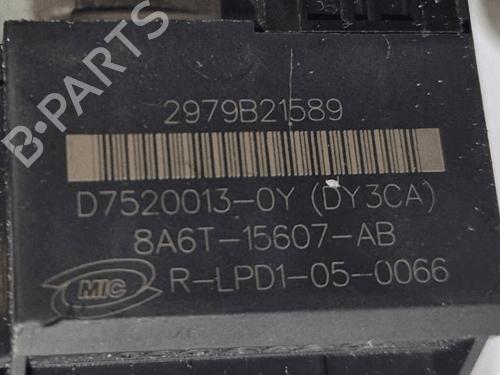 2979B21589
D7520013-0Y (DY3CA)
8A6T-15607-AB
MIC R-LPD1-05-0066
B-PARTS